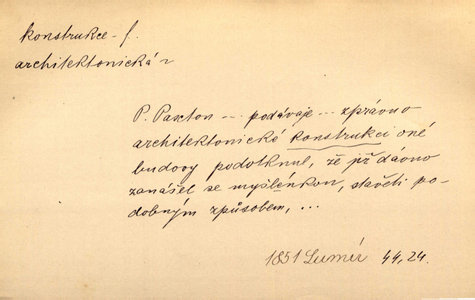 konstrukce f.
architektonická ~
P. Paxton --- podávaje --- zprávu o
architektonické konstrukci oné
budovy podotknul, že již dávno
zanášel se myšlénkou, stavěti po-
dobným způsobem, ...
1851 Lumír 44,24.